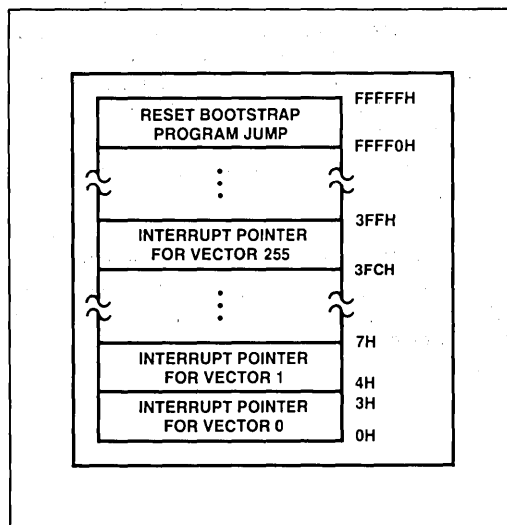 FFFFFH
RESET BOOTSTRAP
PROGRAM JUMP
FFFF0H
3FFH
INTERRUPT POINTER
FOR VECTOR 255
3FCH
7H
INTERRUPT POINTER
FOR VECTOR 1
4H
3H
INTERRUPT POINTER
FOR VECTOR 0
0H